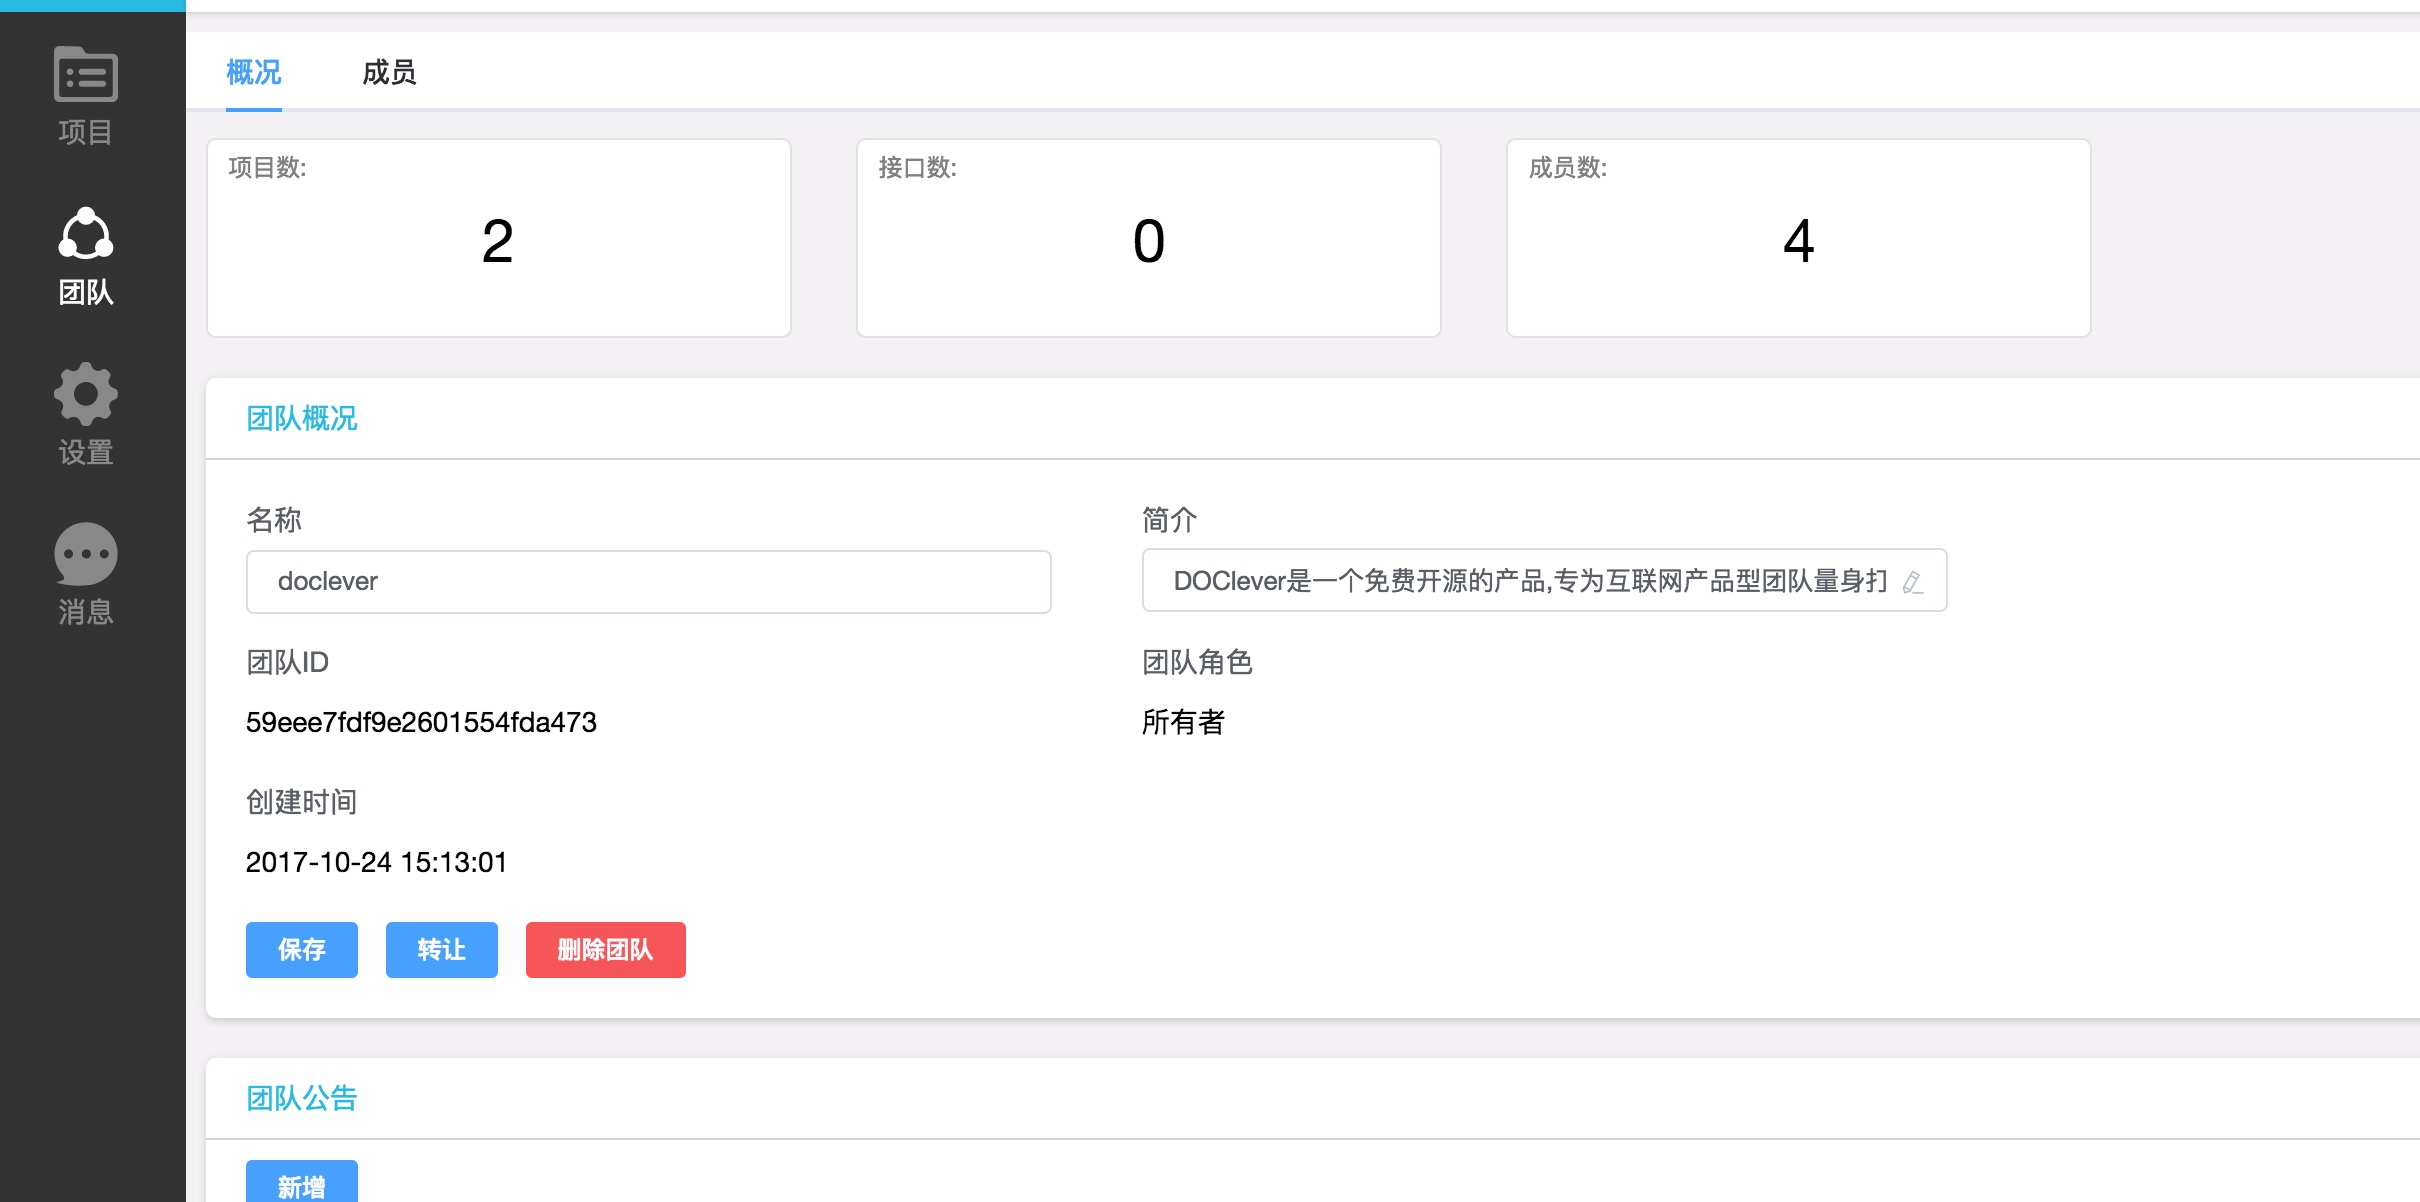 项目
团队
设置
消息
概况
成员
项目数:
2
接口数:
0
成员数:
4
团队概况
名称
doclever
简介
DOClever是一个免费开源的产品,专为互联网产品型团队量身打
团队ID
59eee7fdf9e2601554fda473
团队角色
所有者
创建时间
2017-10-24 15:13:01
保存
转让
删除团队
团队公告
新增